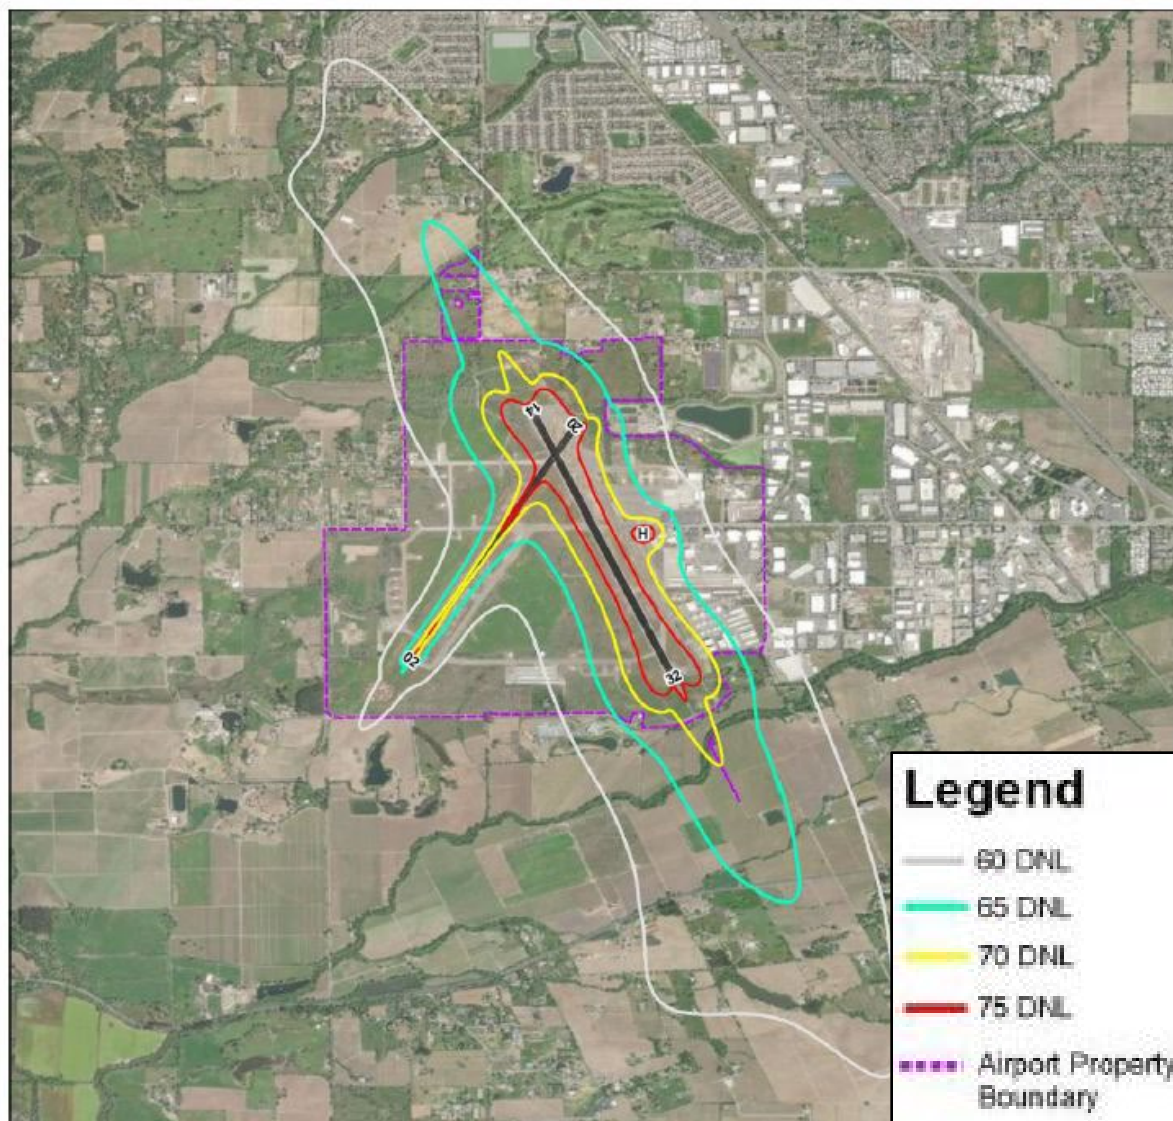 14
20
H
02
32
Legend
60 DNL
65 DNL
70 DNL
75 DNL
Airport Property
Boundary